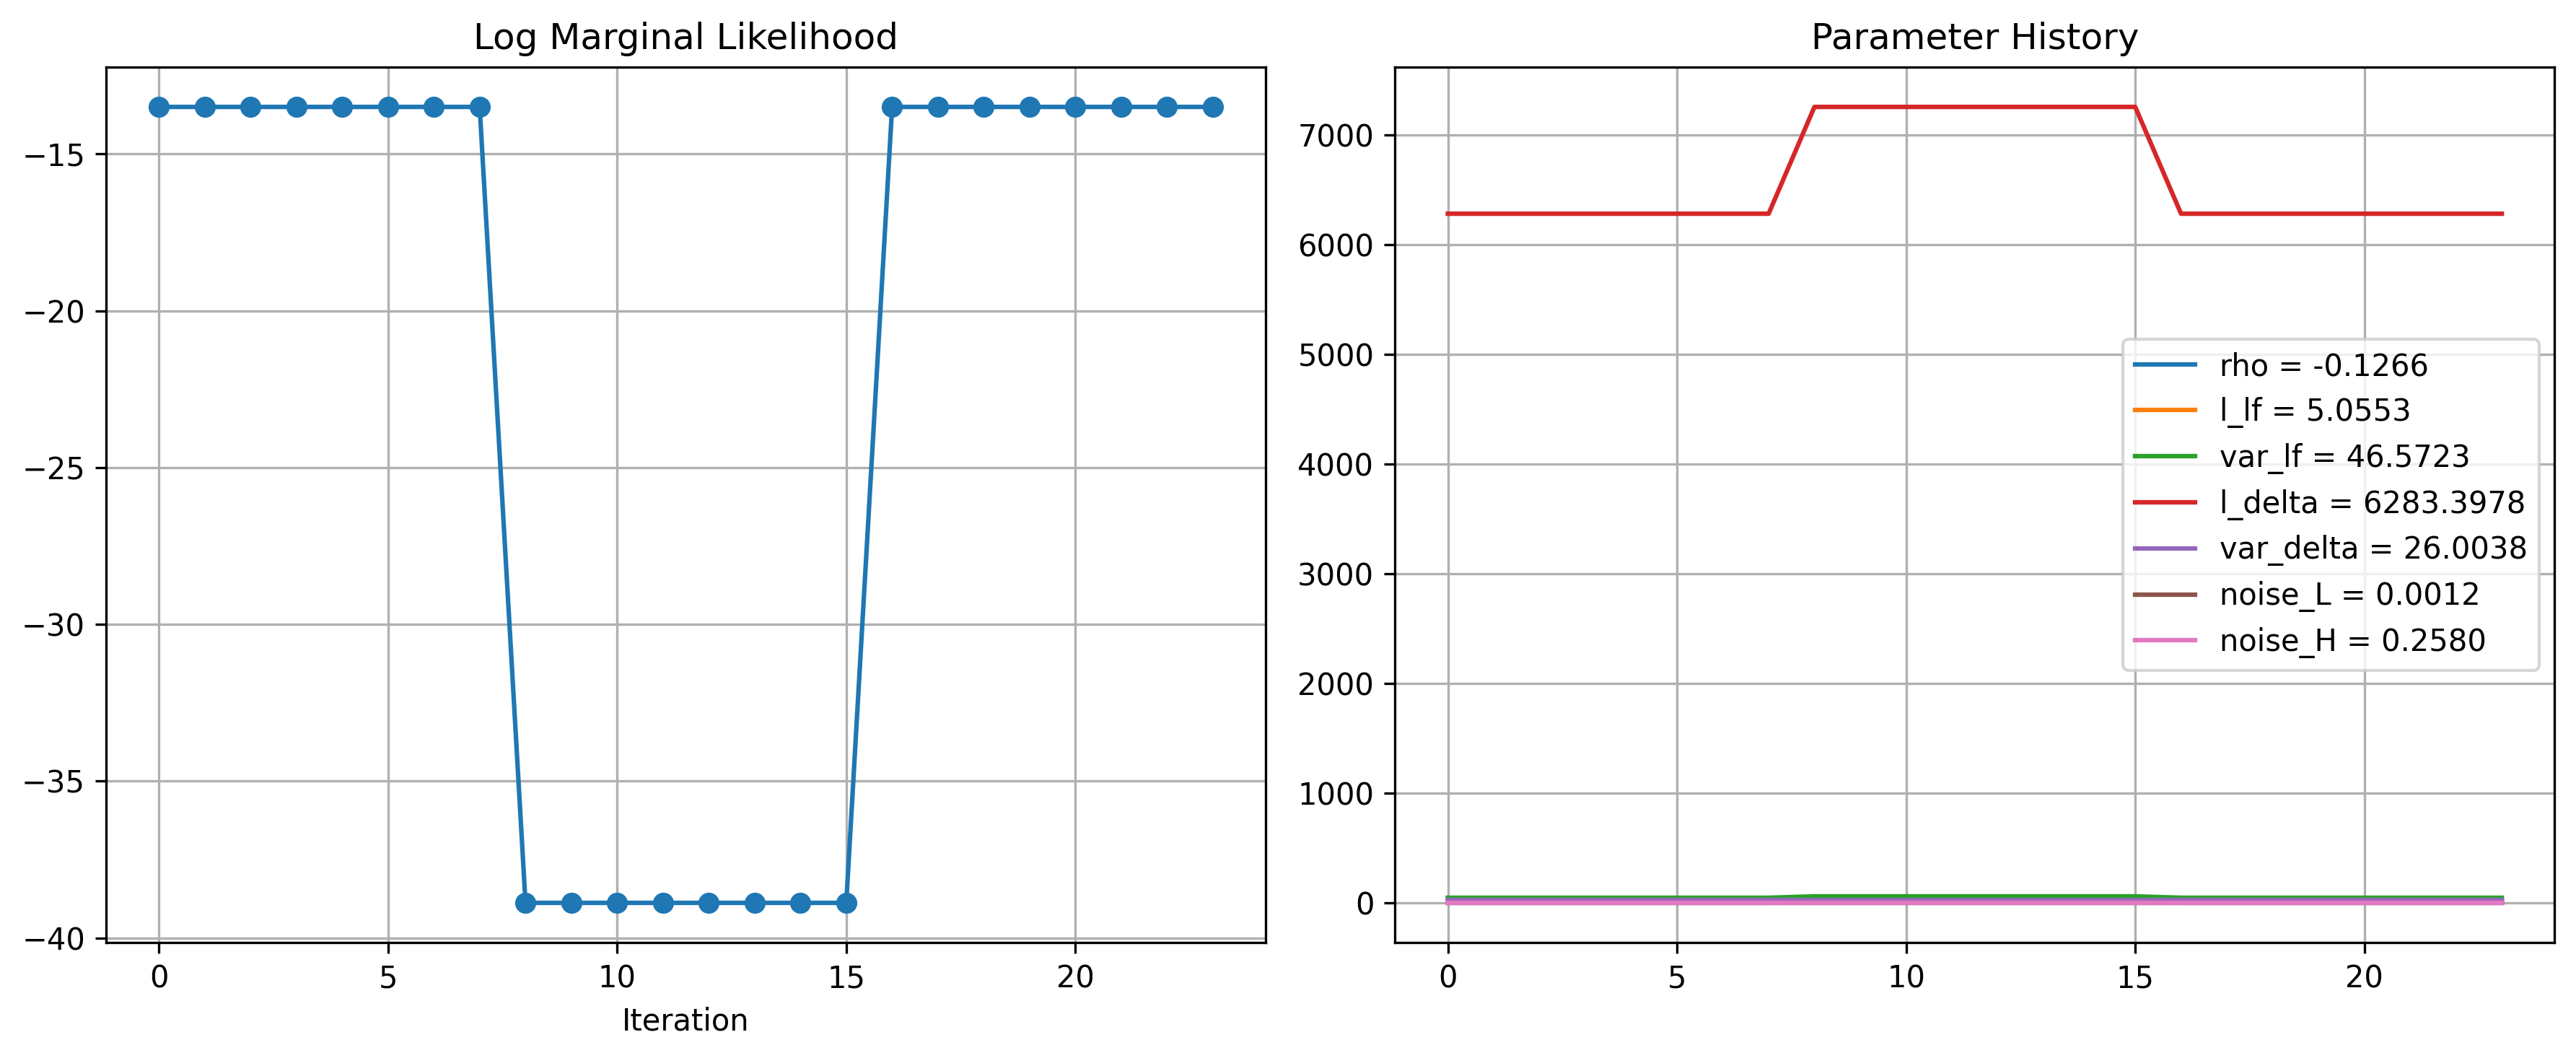 Log Marginal Likelihood
−15
−20
−25
−30
−35
−40
0 5 10 15 20
Iteration
Parameter History
7000
6000
5000
4000
3000
2000
1000
0
0 5 10 15 20
rho = -0.1266
l_lf = 5.0553
var_lf = 46.5723
l_delta = 6283.3978
var_delta = 26.0038
noise_L = 0.0012
noise_H = 0.2580